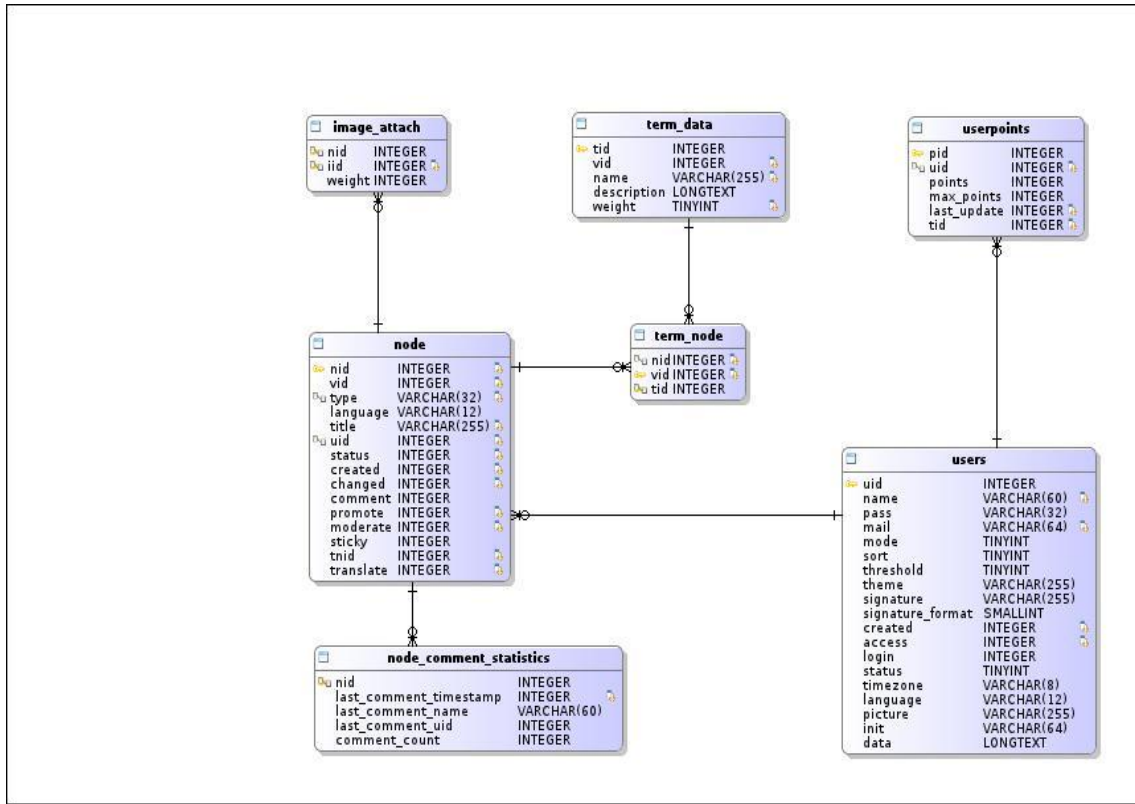 image_attach
nid INTEGER
iid INTEGER
weight INTEGER
term_data
tid INTEGER
vid INTEGER
name VARCHAR(255)
description LONGTEXT
weight TINYINT
userpoints
pid INTEGER
uid INTEGER
points INTEGER
max_points INTEGER
last_update INTEGER
tid INTEGER
node
nid INTEGER
vid INTEGER
type VARCHAR(32)
language VARCHAR(12)
title VARCHAR(255)
uid INTEGER
status INTEGER
created INTEGER
changed INTEGER
comment INTEGER
promote INTEGER
moderate INTEGER
sticky INTEGER
tnid INTEGER
translate INTEGER
term_node
nid INTEGER
vid INTEGER
tid INTEGER
users
uid INTEGER
name VARCHAR(60)
pass VARCHAR(32)
mail VARCHAR(64)
mode TINYINT
sort TINYINT
threshold TINYINT
theme VARCHAR(255)
signature VARCHAR(255)
signature_format SMALLINT
created INTEGER
access INTEGER
login INTEGER
status TINYINT
timezone VARCHAR(8)
language VARCHAR(12)
picture VARCHAR(255)
init VARCHAR(64)
data LONGTEXT
node_comment_statistics
nid INTEGER
last_comment_timestamp INTEGER
last_comment_name VARCHAR(60)
last_comment_uid INTEGER
comment_count INTEGER